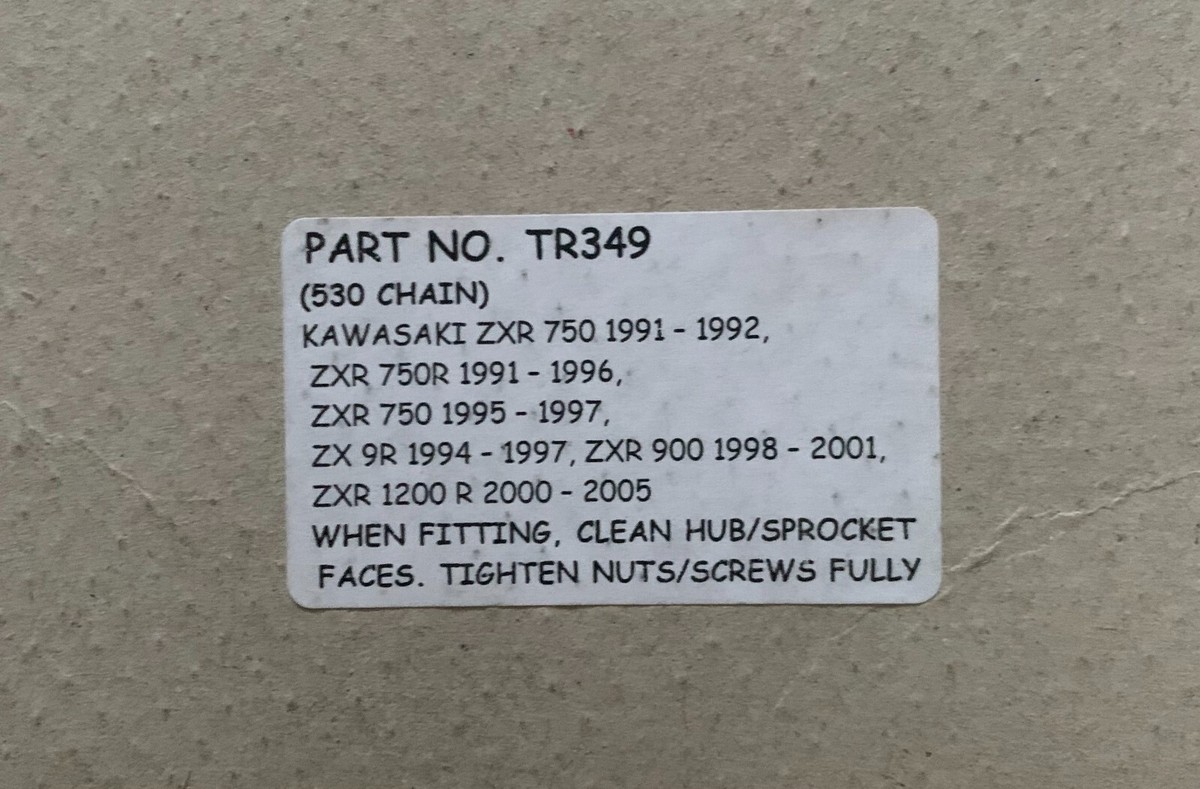 PART NO. TR349
(530 CHAIN)
KAWASAKI ZXR 750 1991 - 1992,
ZXR 750R 1991 - 1996,
ZXR 750 1995 - 1997,
ZX 9R 1994 - 1997, ZXR 900 1998 - 2001,
ZXR 1200 R 2000 - 2005
WHEN FITTING, CLEAN HUB/SPROCKET
FACES. TIGHTEN NUTS/SCREWS FULLY